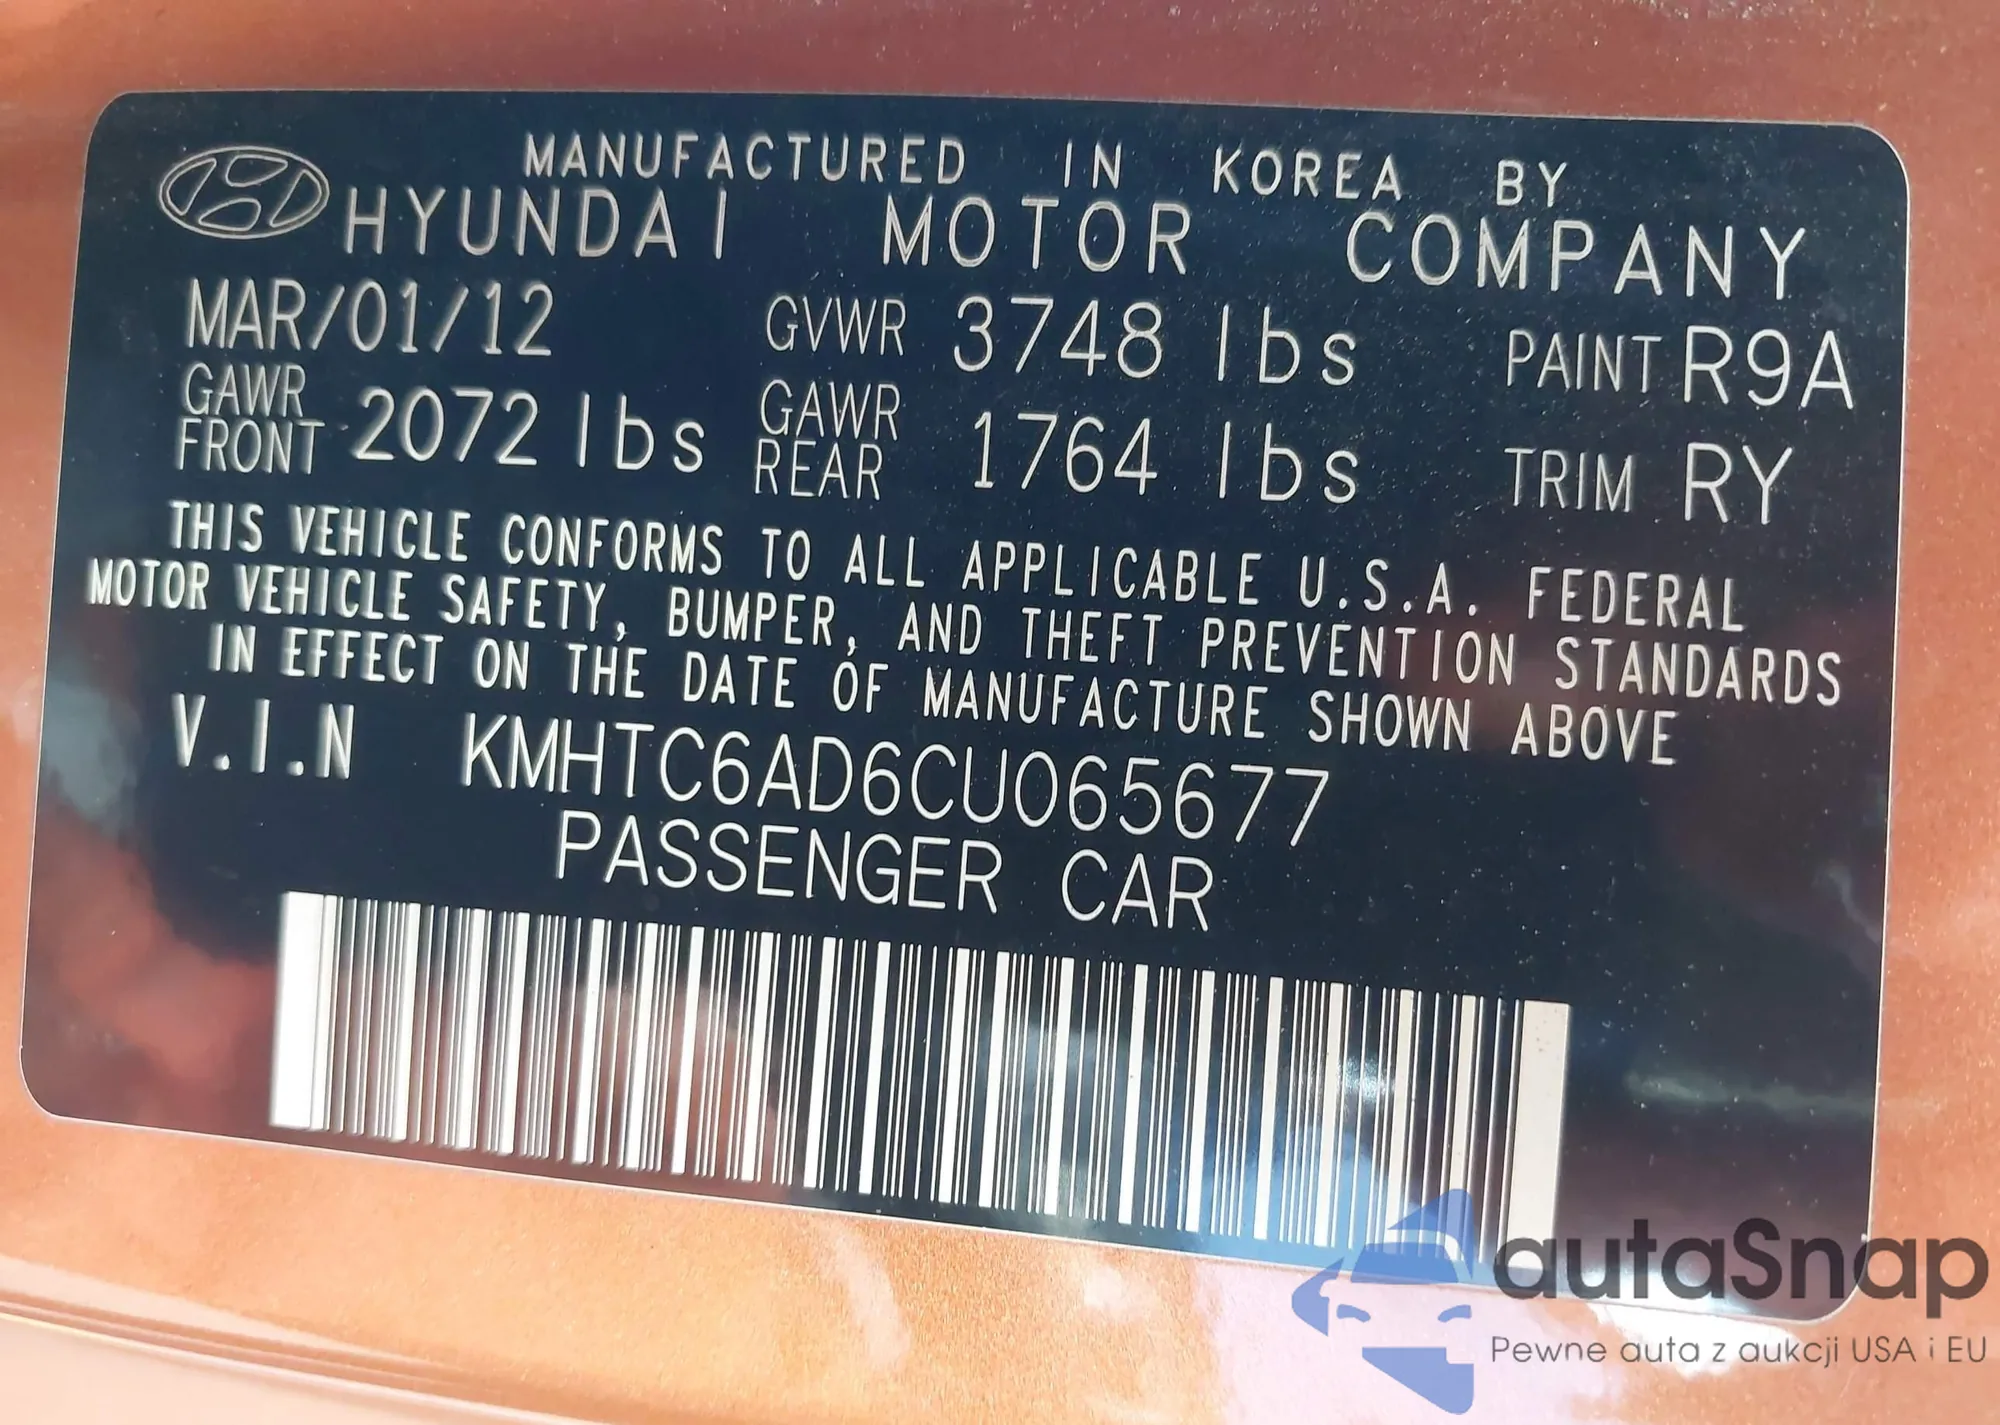 MANUFACTURED IN KOREA BY
HYUNDAI MOTOR COMPANY
MAR/01/12 GVWR 3748 lbs PAINT R9A
GAWR FRONT 2072 lbs GAWR REAR 1764 lbs TRIM RY
THIS VEHICLE CONFORMS TO ALL APPLICABLE U.S.A. FEDERAL
MOTOR VEHICLE SAFETY, BUMPER, AND THEFT PREVENTION STANDARDS
IN EFFECT ON THE DATE OF MANUFACTURE SHOWN ABOVE
V.I.N KMHTC6AD6CU065677
PASSENGER CAR
autaSnap
Pewne auta z aukcji USA i EU